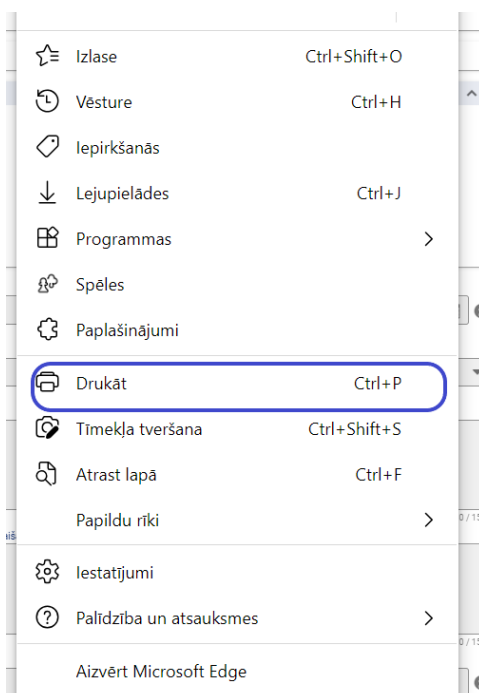 Izlase Ctrl+Shift+O
Vēsture Ctrl+H
Iepirkšanās
Lejupielādes Ctrl+J
Programmas
Spēles
Paplašinājumi
Drukāt Ctrl+P
Tīmekļa tveršana Ctrl+Shift+S
Atrast lapā Ctrl+F
Papildu rīki
Iestatījumi
Palīdzība un atsauksmes
Aizvērt Microsoft Edge